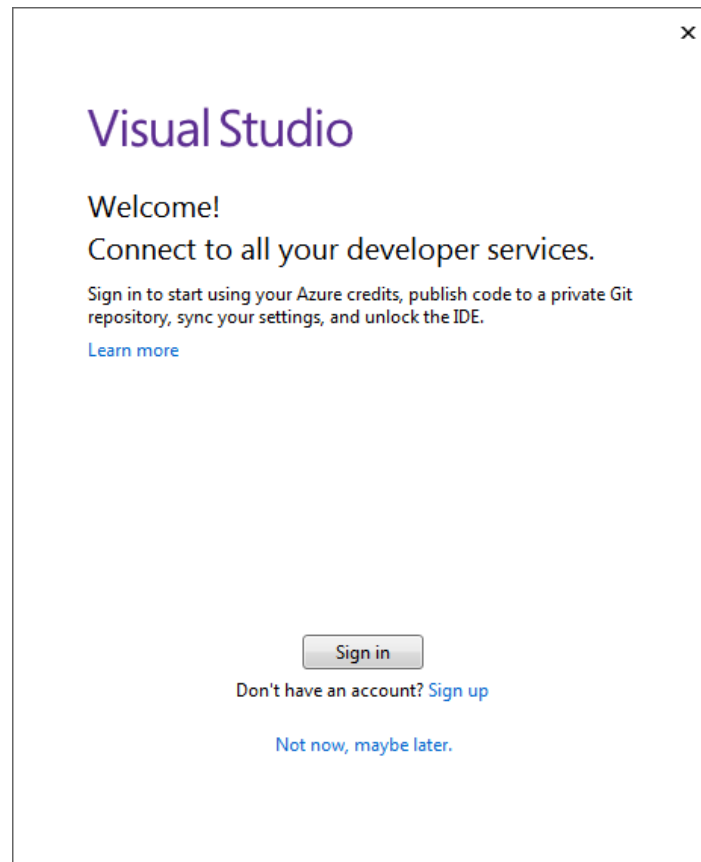 Visual Studio
Welcome!
Connect to all your developer services.
Sign in to start using your Azure credits, publish code to a private Git
repository, sync your settings, and unlock the IDE.
Learn more
Sign in
Don't have an account? Sign up
Not now, maybe later.